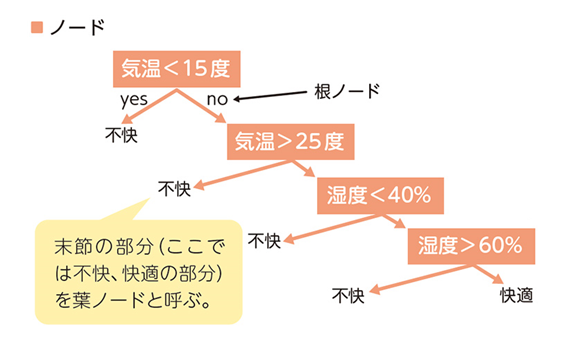 ノード
気温＜15度
yes
no
根ノード
不快
気温＞25度
不快
湿度＜40%
不快
湿度＞60%
不快
快適
末節の部分（ここで
は不快、快適の部分）
を葉ノードと呼ぶ。